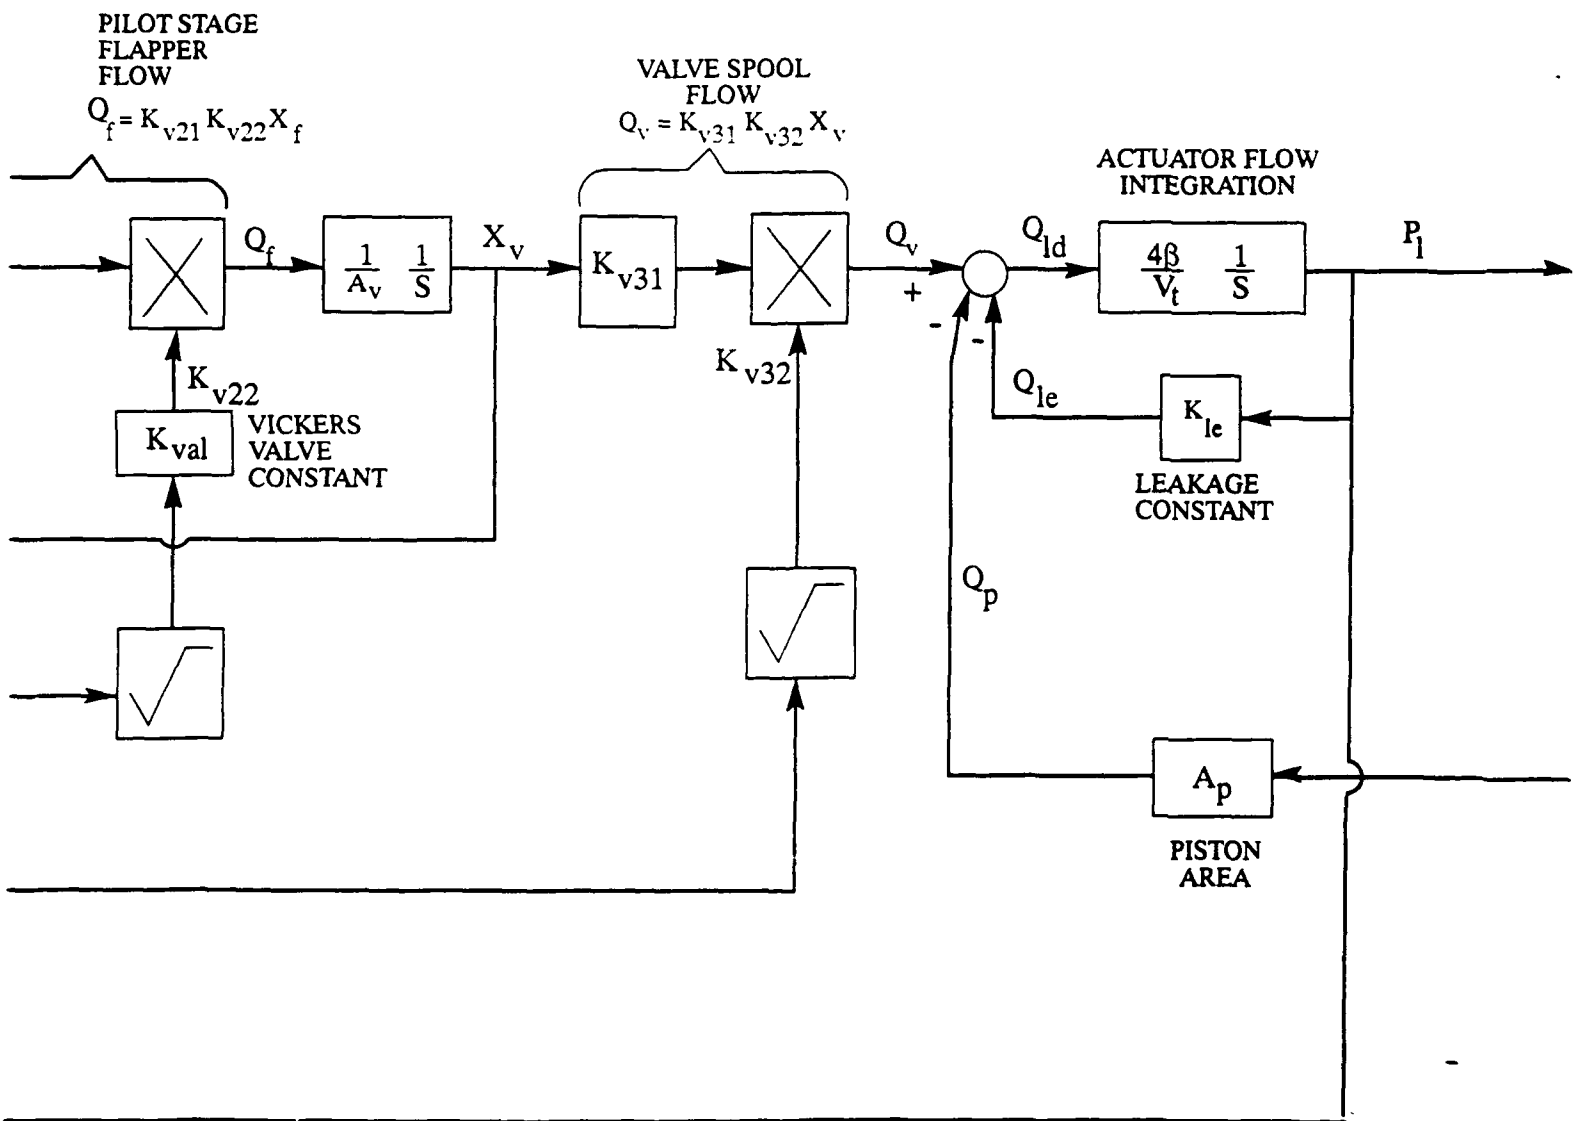 PILOT STAGE
FLAPPER
FLOW
Q_f = K_v21 K_v22 X_f
VALVE SPOOL
FLOW
Q_v = K_v31 K_v32 X_v
ACTUATOR FLOW
INTEGRATION
Q_f
1/A_v 1/S
X_v
K_v31
Q_v
+
-
-
Q_ld
4β/V_t 1/S
P_l
K_v22
K_val
VICKERS
VALVE
CONSTANT
K_v32
Q_le
K_le
LEAKAGE
CONSTANT
Q_p
A_p
PISTON
AREA